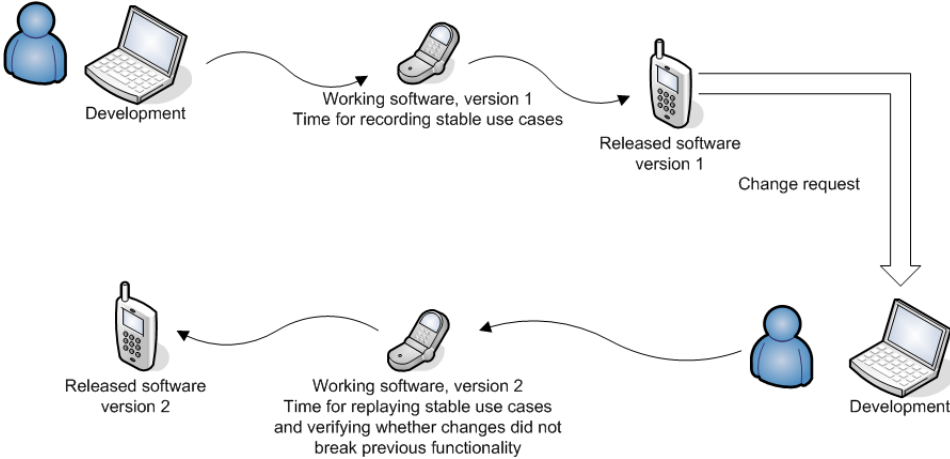 Development
Working software, version 1
Time for recording stable use cases
Released software
version 1
Change request
Released software
version 2
Working software, version 2
Time for replaying stable use cases
and verifying whether changes did not
break previous functionality
Development